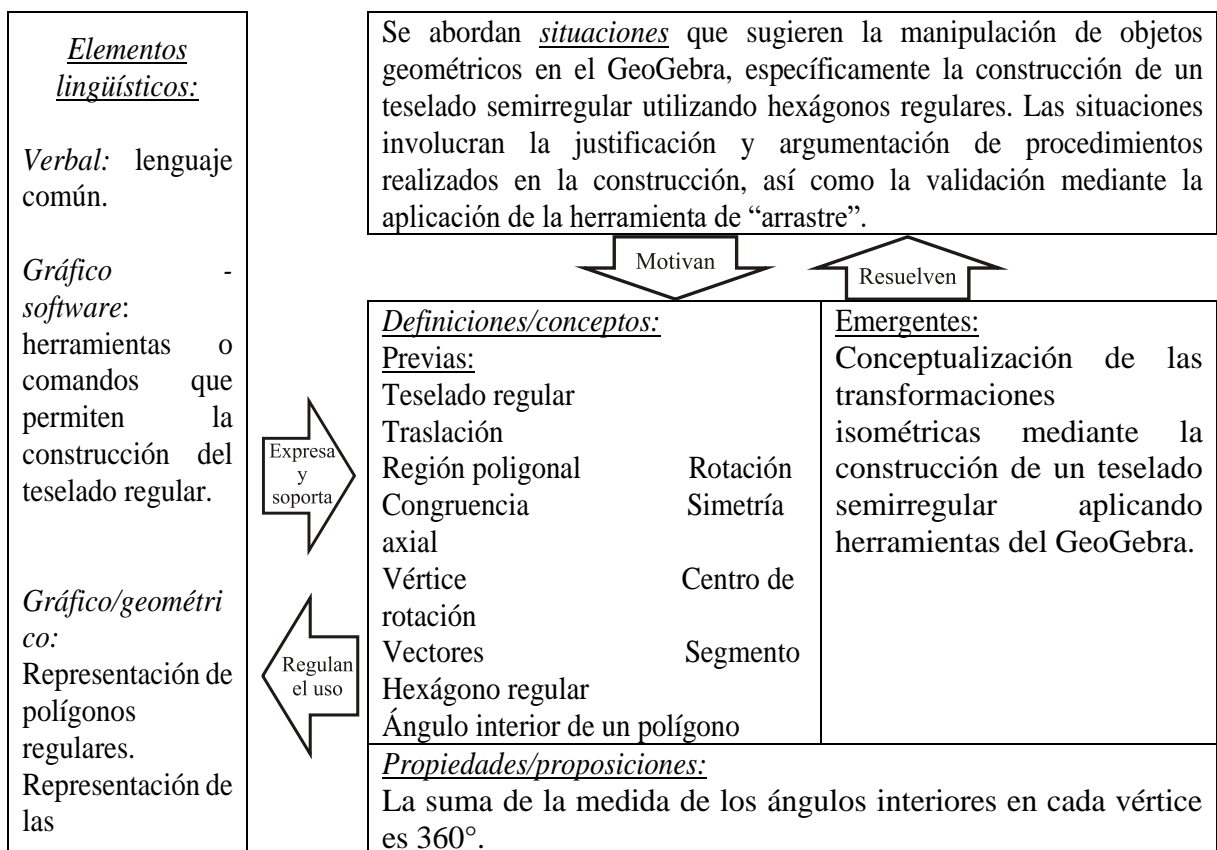 Elementos
lingüísticos:
Verbal: lenguaje
común.
Gráfico -
software:
herramientas o
comandos que
permiten la
construcción del
teselado regular.
Gráfico/geométri
co:
Representación de
polígonos
regulares.
Representación de
las
Se abordan situaciones que sugieren la manipulación de objetos
geométricos en el GeoGebra, específicamente la construcción de un
teselado semirregular utilizando hexágonos regulares. Las situaciones
involucran la justificación y argumentación de procedimientos
realizados en la construcción, así como la validación mediante la
aplicación de la herramienta de “arrastre”.
Motivan
Resuelven
Expresa
y
soporta
Regulan
el uso
Definiciones/conceptos:
Previas:
Teselado regular
Traslación
Región poligonal Rotación
Congruencia Simetría
axial
Vértice Centro de
rotación
Vectores Segmento
Hexágono regular
Ángulo interior de un polígono
Emergentes:
Conceptualización de las
transformaciones
isométricas mediante la
construcción de un teselado
semirregular aplicando
herramientas del GeoGebra.
Propiedades/proposiciones:
La suma de la medida de los ángulos interiores en cada vértice
es 360°.